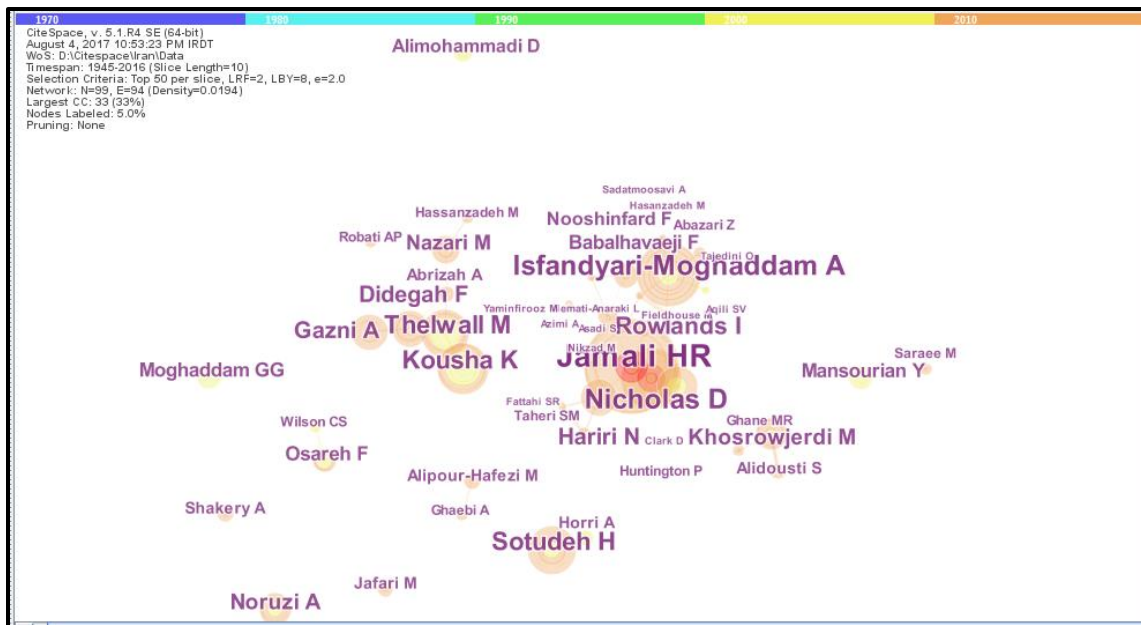 1970 1980 1990 2000 2010
CiteSpace, v. 5.1.R4 SE (64-bit)
August 4, 2017 10:53:23 PM IRDT
WoS: D:\Citespace\Iran\Data
Timespan: 1945-2016 (Slice Length=10)
Selection Criteria: Top 50 per slice, LRF=2, LBY=8, e=2.0
Network: N=99, E=94 (Density=0.0194)
Largest CC: 33 (33%)
Nodes Labeled: 5.0%
Pruning: None
Alimohammadi D
Sadatmoosavi A
Hasanzadeh M
Hassanzadeh M
Nooshinfard F
Abazari Z
Robati AP
Nazari M
Babalhavaeji F
Tajedini O
Isfandyari-Moghaddam A
Abrizah A
Didegah F
Yaminfirooz M
emati-Anaraki L
Aqili SV
Fieldhouse M
Gazni A
Thelwall M
Azimi A
Asadi S
Rowlands I
Nikzad M
Jamali HR
Kousha K
Saraee M
Moghaddam GG
Mansourian Y
Fattahi SR
Nicholas D
Taheri SM
Wilson CS
Ghane MR
Hariri N
Clark D
Khosrowjerdi M
Osareh F
Alipour-Hafezi M
Huntington P
Alidousti S
Shakery A
Ghaebi A
Horri A
Sotudeh H
Jafari M
Noruzi A